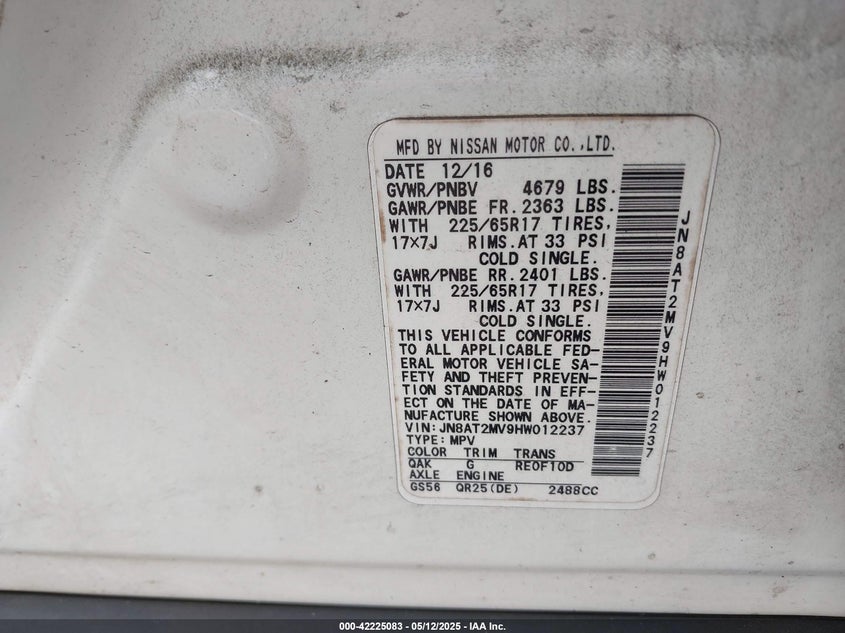 MFD BY NISSAN MOTOR CO.,LTD.
DATE 12/16
GVWR/PNBV 4679 LBS.
GAWR/PNBE FR. 2363 LBS.
WITH 225/65R17 TIRES,
17×7J RIMS.AT 33 PSI
COLD SINGLE.
GAWR/PNBE RR. 2401 LBS.
WITH 225/65R17 TIRES,
17×7J RIMS.AT 33 PSI
COLD SINGLE.
THIS VEHICLE CONFORMS
TO ALL APPLICABLE FED-
ERAL MOTOR VEHICLE SA-
FETY AND THEFT PREVEN-
TION STANDARDS IN EFF-
ECT ON THE DATE OF MA-
NUFACTURE SHOWN ABOVE.
VIN:JN8AT2MV9HW012237
TYPE: MPV
COLOR TRIM TRANS
QAK G RE0F10D
AXLE ENGINE
GS56 QR25(DE) 2488CC
JN8AT2MV9HW012237
000-42225083 - 05/12/2025 - IAA Inc.